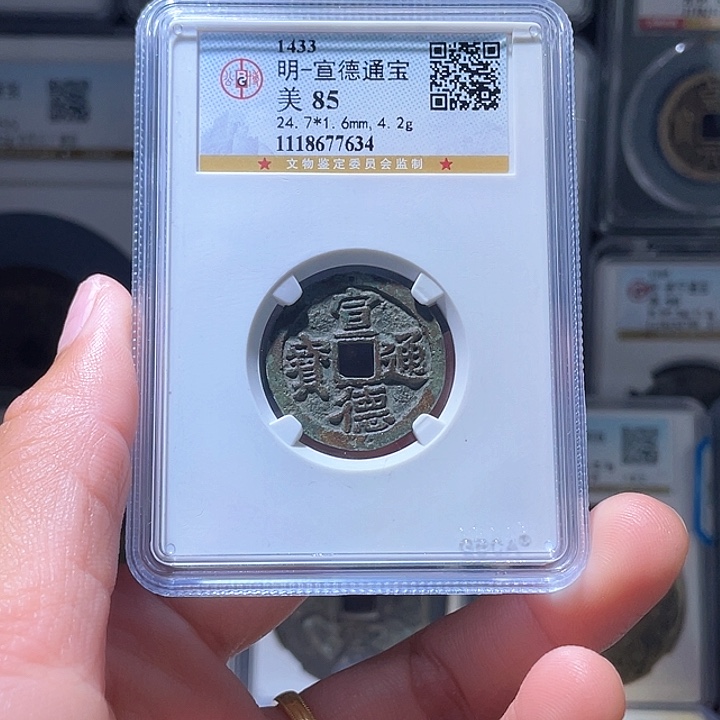 1433
明-宣德通宝
美 85
24.7*1.6mm, 4.2g
1118677634
★ 文物鉴定委员会监制 ★
宣
寶 通
德